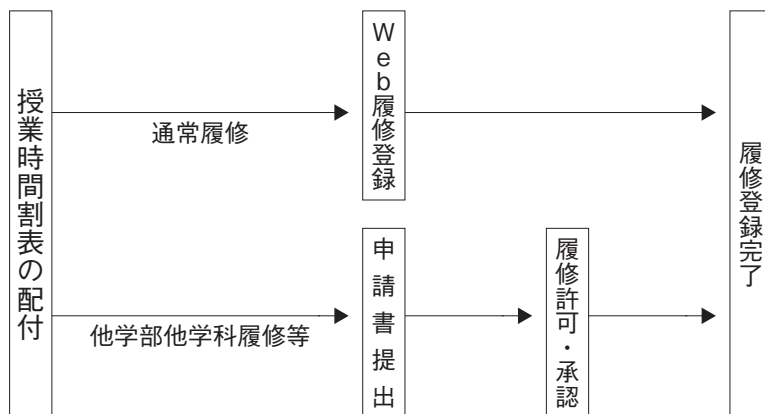 授業時間割表の配付
通常履修
Web履修登録
他学部他学科履修等
申請書提出
履修許可・承認
履修登録完了